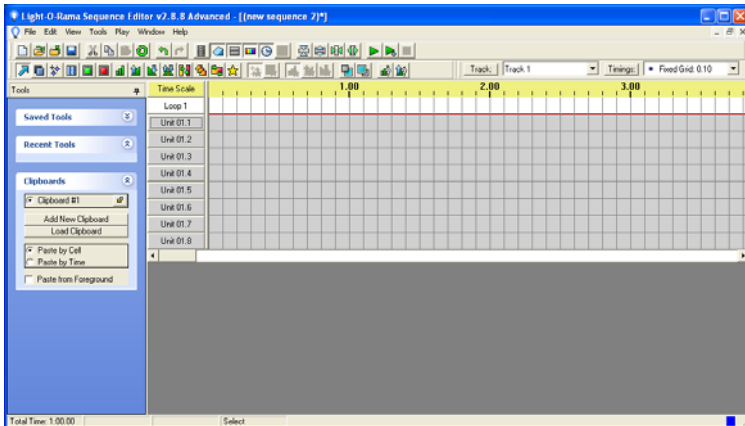 Light-O-Rama Sequence Editor v2.8.8 Advanced - [(new sequence 2)*]
File Edit View Tools Play Window Help
Track: Track 1 Timings: Fixed Grid: 0.10
Tools Time Scale 1.00 2.00 3.00
Loop 1
Saved Tools
Unit 01.1
Unit 01.2
Recent Tools
Unit 01.3
Unit 01.4
Clipboards
Unit 01.5
Clipboard #1
Unit 01.6
Add New Clipboard
Unit 01.7
Load Clipboard
Unit 01.8
Paste by Cell
Paste by Time
Paste from Foreground
Total Time: 1:00.00 Select